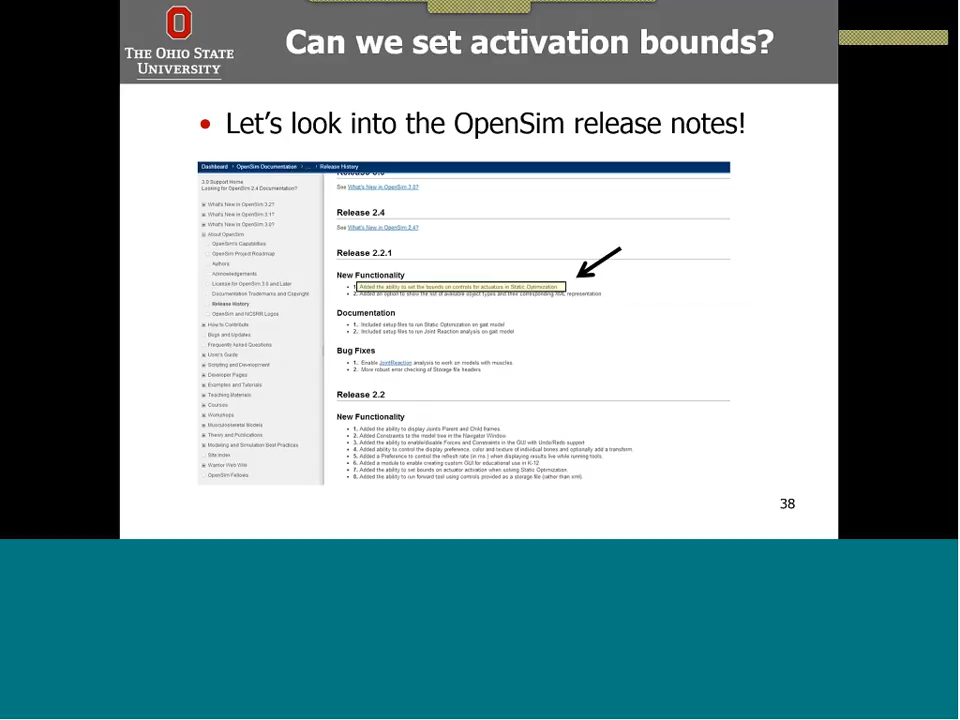 THE OHIO STATE
UNIVERSITY
Can we set activation bounds?
• Let's look into the OpenSim release notes!
Dashboard › OpenSim Documentation › ... › Release History
3.0 Support Home
Looking for OpenSim 2.4 Documentation?
What's New in OpenSim 3.2?
What's New in OpenSim 3.1?
What's New in OpenSim 3.0?
About OpenSim
OpenSim's Capabilities
OpenSim Project Roadmap
Authors
Acknowledgements
License for OpenSim 3.0 and Later
Documentation Trademarks and Copyright
Release History
OpenSim and NCSRR Logos
How to Contribute
Bugs and Updates
Frequently Asked Questions
User's Guide
Scripting and Development
Developer Pages
Examples and Tutorials
Teaching Materials
Courses
Workshops
Musculoskeletal Models
Theory and Publications
Modeling and Simulation Best Practices
Site Index
Warrior Web Wiki
OpenSim Fellows
Release 3.0
See What's New in OpenSim 3.0?
Release 2.4
See What's New in OpenSim 2.4?
Release 2.2.1
New Functionality
• 1. Added the ability to set the bounds on controls for actuators in Static Optimization
• 2. Added an option to show the list of available object types and their corresponding XML representation
Documentation
• 1. Included setup files to run Static Optimization on gait model
• 2. Included setup files to run Joint Reaction analysis on gait model
Bug Fixes
• 1. Enable JointReaction analysis to work on models with muscles.
• 2. More robust error checking of Storage file headers.
Release 2.2
New Functionality
• 1. Added the ability to display Joints Parent and Child frames.
• 2. Added Constraints to the model tree in the Navigator Window
• 3. Added the ability to enable/disable Forces and Constraints in the GUI with Undo/Redo support
• 4. Added ability to control the display preference, color and texture of individual bones and optionally add a transform.
• 5. Added a Preference to control the refresh rate (in ms.) when displaying results live while running tools.
• 6. Added a module to enable creating custom GUI for educational use in K-12
• 7. Added the ability to set bounds on actuator activation when solving Static Optimization.
• 8. Added the ability to run forward tool using controls provided as a storage file (rather than xml).
38